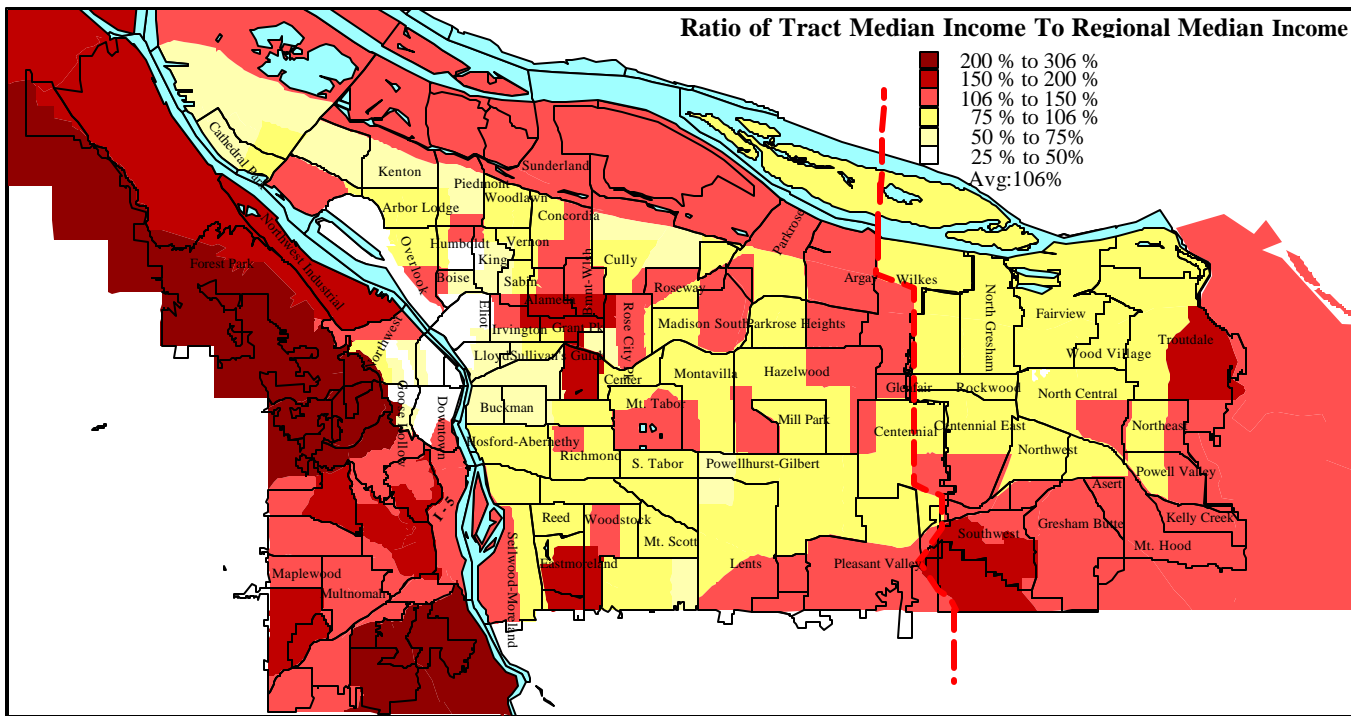 Ratio of Tract Median Income To Regional Median Income
200 % to 306 %
150 % to 200 %
106 % to 150 %
75 % to 106 %
50 % to 75%
25 % to 50%
Avg:106%
Cathedral Park
Kenton
Sunderland
Piedmont
Woodlawn
Arbor Lodge
Concordia
Parkrose
Northwest Industrial
Forest Park
Overlook
Humboldt
Vernon
King
Cully
Boise
Sabin
Roseway
Argay
Wilkes
North Gresham
Fairview
Alameda
Eliot
Irvington
Grant Pk
Rose City Pk
Madison South
Parkrose Heights
Northwest
Lloyd
Sullivan's Gulch
Wood Village
Troutdale
Center
Montavilla
Hazelwood
Glenfair
Rockwood
North Central
Goose Hollow
Downtown
Buckman
Mt. Tabor
Mill Park
Centennial
Centennial East
Northeast
Hosford-Abernethy
Richmond
S. Tabor
Powellhurst-Gilbert
Northwest
Powell Valley
Asert
I - 5
Reed
Woodstock
Mt. Scott
Southwest
Gresham Butte
Kelly Creek
Mt. Hood
Sellwood-Moreland
Eastmoreland
Lents
Pleasant Valley
Maplewood
Multnomah